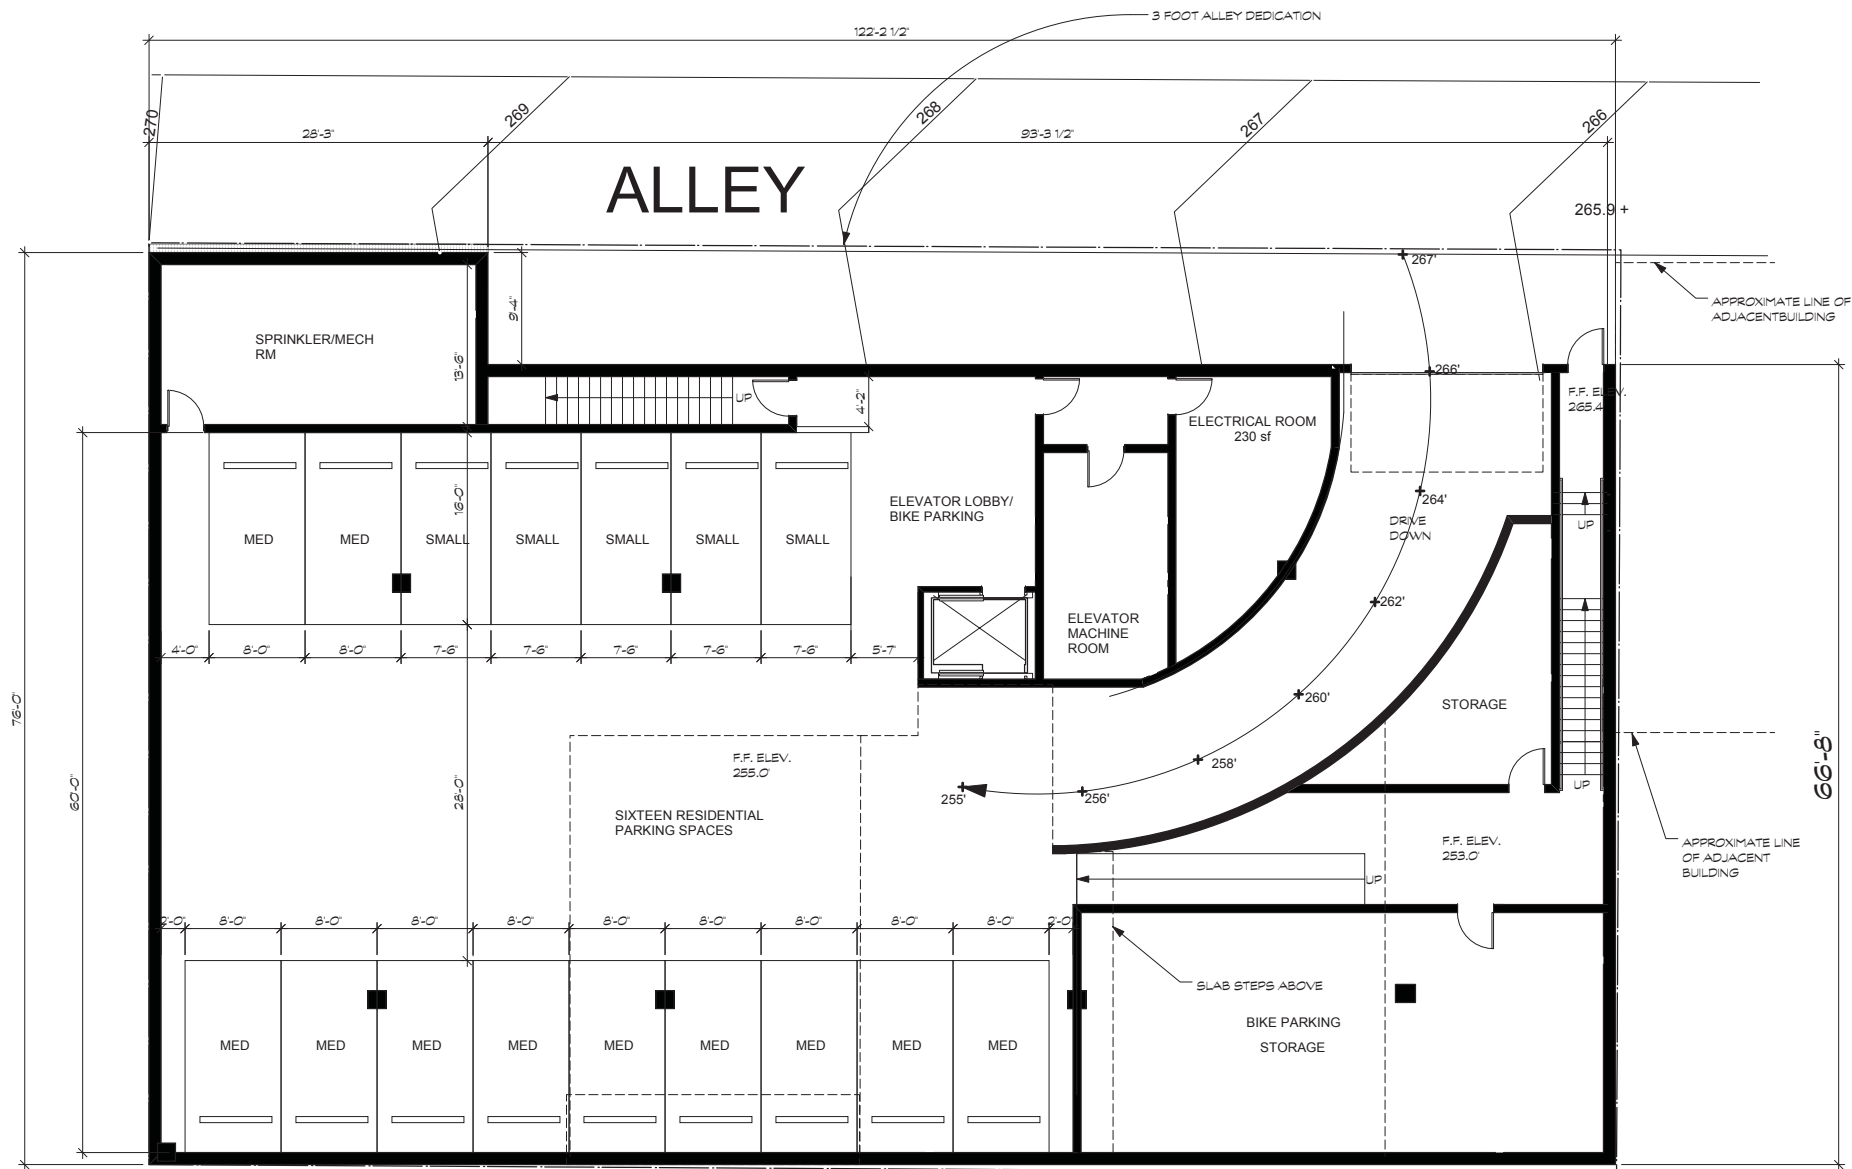 3 FOOT ALLEY DEDICATION
122'-2 1/2"
270
269
268
267
266
28'-3"
93'-3 1/2"
ALLEY
265.9 +
267'
APPROXIMATE LINE OF
ADJACENTBUILDING
9'-4"
SPRINKLER/MECH
RM
13'-6"
UP
4'-2"
266'
F.F. ELEV.
265.4
ELECTRICAL ROOM
230 sf
16'-0"
ELEVATOR LOBBY/
BIKE PARKING
264'
DRIVE
DOWN
UP
MED
MED
SMALL
SMALL
SMALL
SMALL
SMALL
262'
ELEVATOR
MACHINE
ROOM
4'-0"
8'-0"
8'-0"
7'-6"
7'-6"
7'-6"
7'-6"
7'-6"
5'-7"
76'-0"
260'
STORAGE
F.F. ELEV.
255.0'
258'
66'-8"
60'-0"
28'-0"
255'
256'
UP
SIXTEEN RESIDENTIAL
PARKING SPACES
F.F. ELEV.
253.0'
APPROXIMATE LINE
OF ADJACENT
BUILDING
UP
2'-0"
8'-0"
8'-0"
8'-0"
8'-0"
8'-0"
8'-0"
8'-0"
8'-0"
8'-0"
2'-0"
SLAB STEPS ABOVE
BIKE PARKING
STORAGE
MED
MED
MED
MED
MED
MED
MED
MED
MED